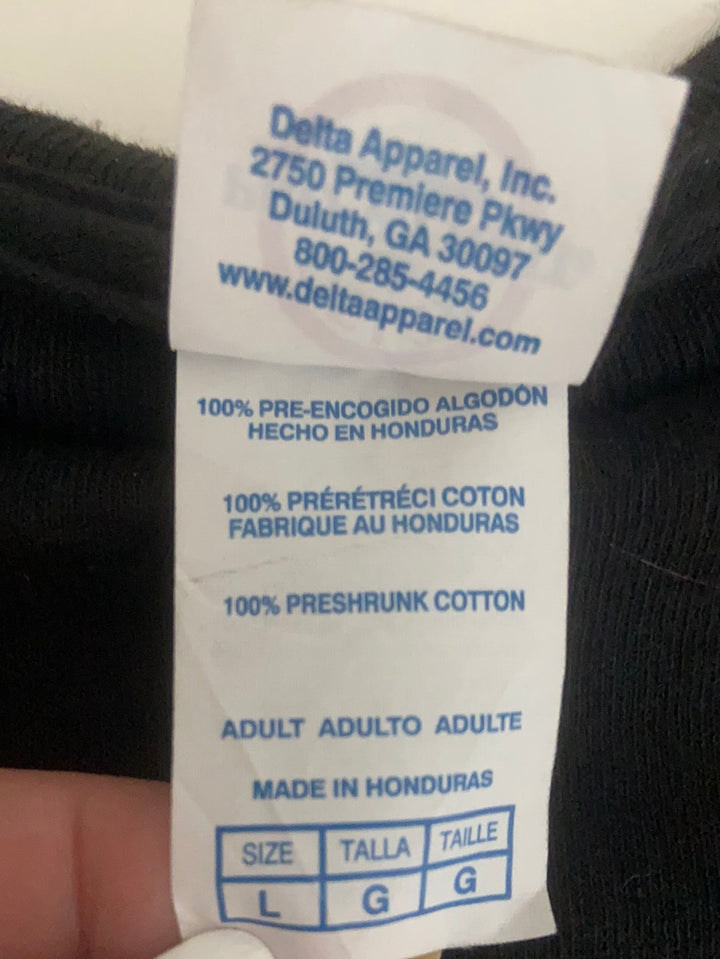 Delta Apparel, Inc.
2750 Premiere Pkwy
Duluth, GA 30097
800-285-4456
www.deltaapparel.com
100% PRE-ENCOGIDO ALGODÓN
HECHO EN HONDURAS
100% PRÉRÉTRÉCI COTON
FABRIQUE AU HONDURAS
100% PRESHRUNK COTTON
ADULT ADULTO ADULTE
MADE IN HONDURAS
SIZE TALLA TAILLE
L G G